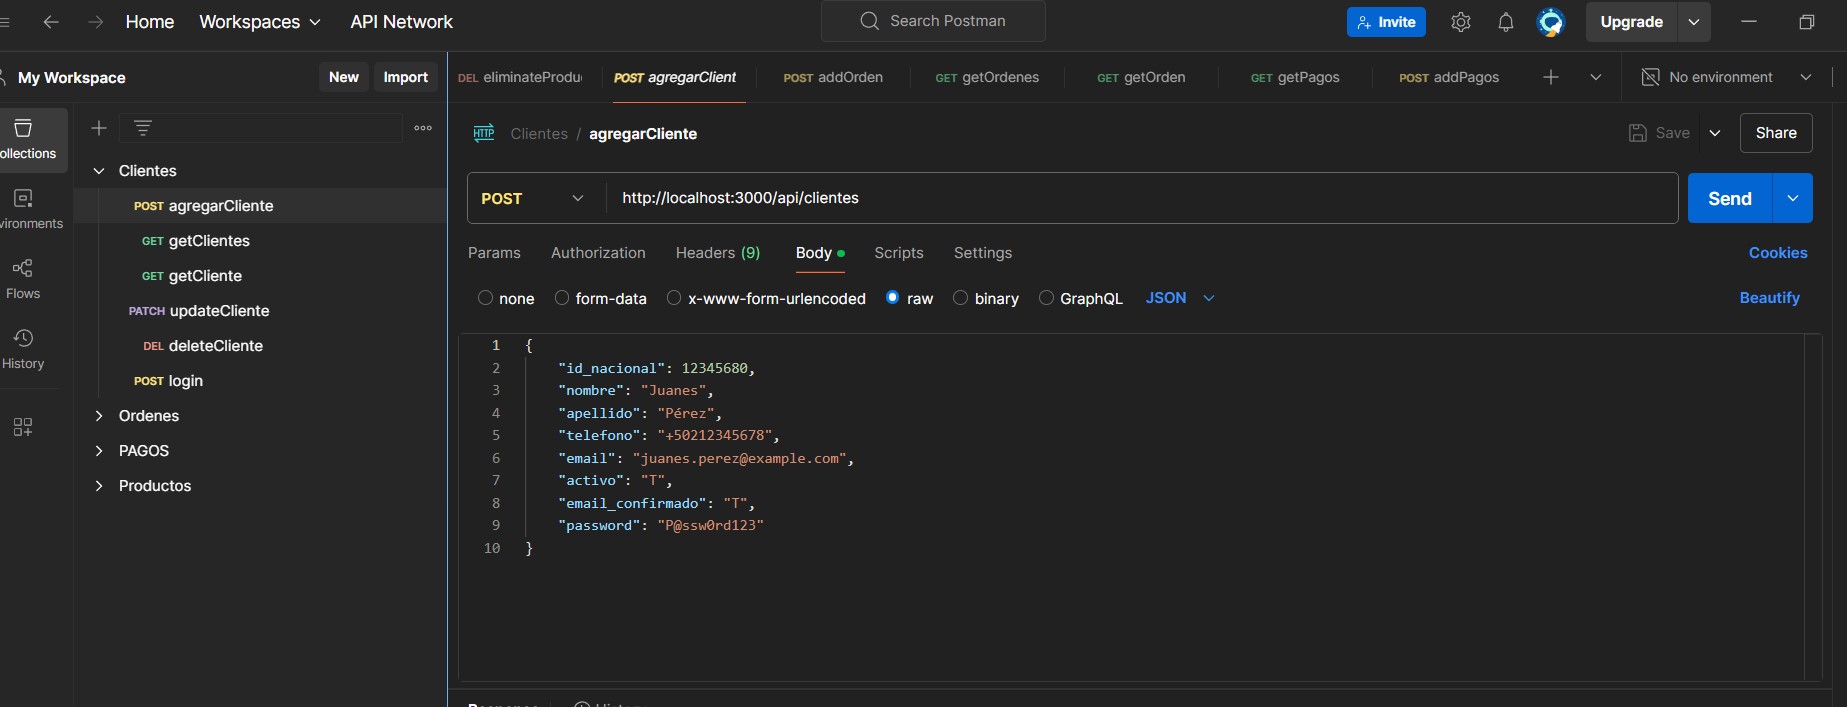 Home Workspaces API Network Search Postman Invite Upgrade
My Workspace New Import
DEL eliminateProdu POST agregarClient POST addOrden GET getOrdenes GET getOrden GET getPagos POST addPagos No environment
HTTP Clientes / agregarCliente Save Share
ollections
vironments
Flows
History
Clientes
POST agregarCliente
GET getClientes
GET getCliente
PATCH updateCliente
DEL deleteCliente
POST login
Ordenes
PAGOS
Productos
POST http://localhost:3000/api/clientes Send
Params Authorization Headers (9) Body Scripts Settings Cookies
none form-data x-www-form-urlencoded raw binary GraphQL JSON Beautify
1 {
2 "id_nacional": 12345680,
3 "nombre": "Juanes",
4 "apellido": "Pérez",
5 "telefono": "+50212345678",
6 "email": "juanes.perez@example.com",
7 "activo": "T",
8 "email_confirmado": "T",
9 "password": "P@ssw0rd123"
10 }